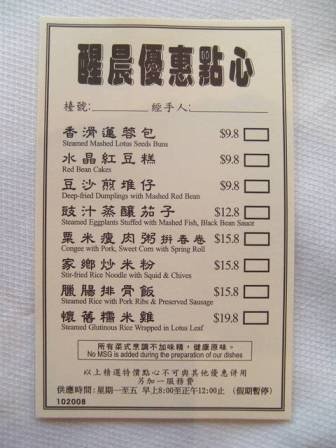 醒晨優惠點心
檯號:________ 經手人:________
香滑蓮蓉包 $9.8
Steamed Mashed Lotus Seeds Buns
水晶紅豆糕 $9.8
Red Bean Cakes
豆沙煎堆仔 $9.8
Deep-fried Dumplings with Mashed Red Bean
豉汁蒸釀茄子 $12.8
Steamed Eggplants Stuffed with Mashed Fish, Black Bean Sauce
粟米瘦肉粥拼春卷 $15.8
Congee with Pork, Sweet Corn with Spring Roll
家鄉炒米粉 $15.8
Stir-fried Rice Noodle with Squid & Chives
臘腸排骨飯 $15.8
Steamed Rice with Pork Ribs & Preserved Sausage
懷舊糯米雞 $19.8
Steamed Glutinous Rice Wrapped in Lotus Leaf
所有菜式烹調不加味精，健康原味。
No MSG is added during the preparation of our dishes
以上精選特價點心不可與其他優惠併用
另加一服務費
供應時間:星期一至五 早上8:00至正午12:00止 (假期暫停)
102008